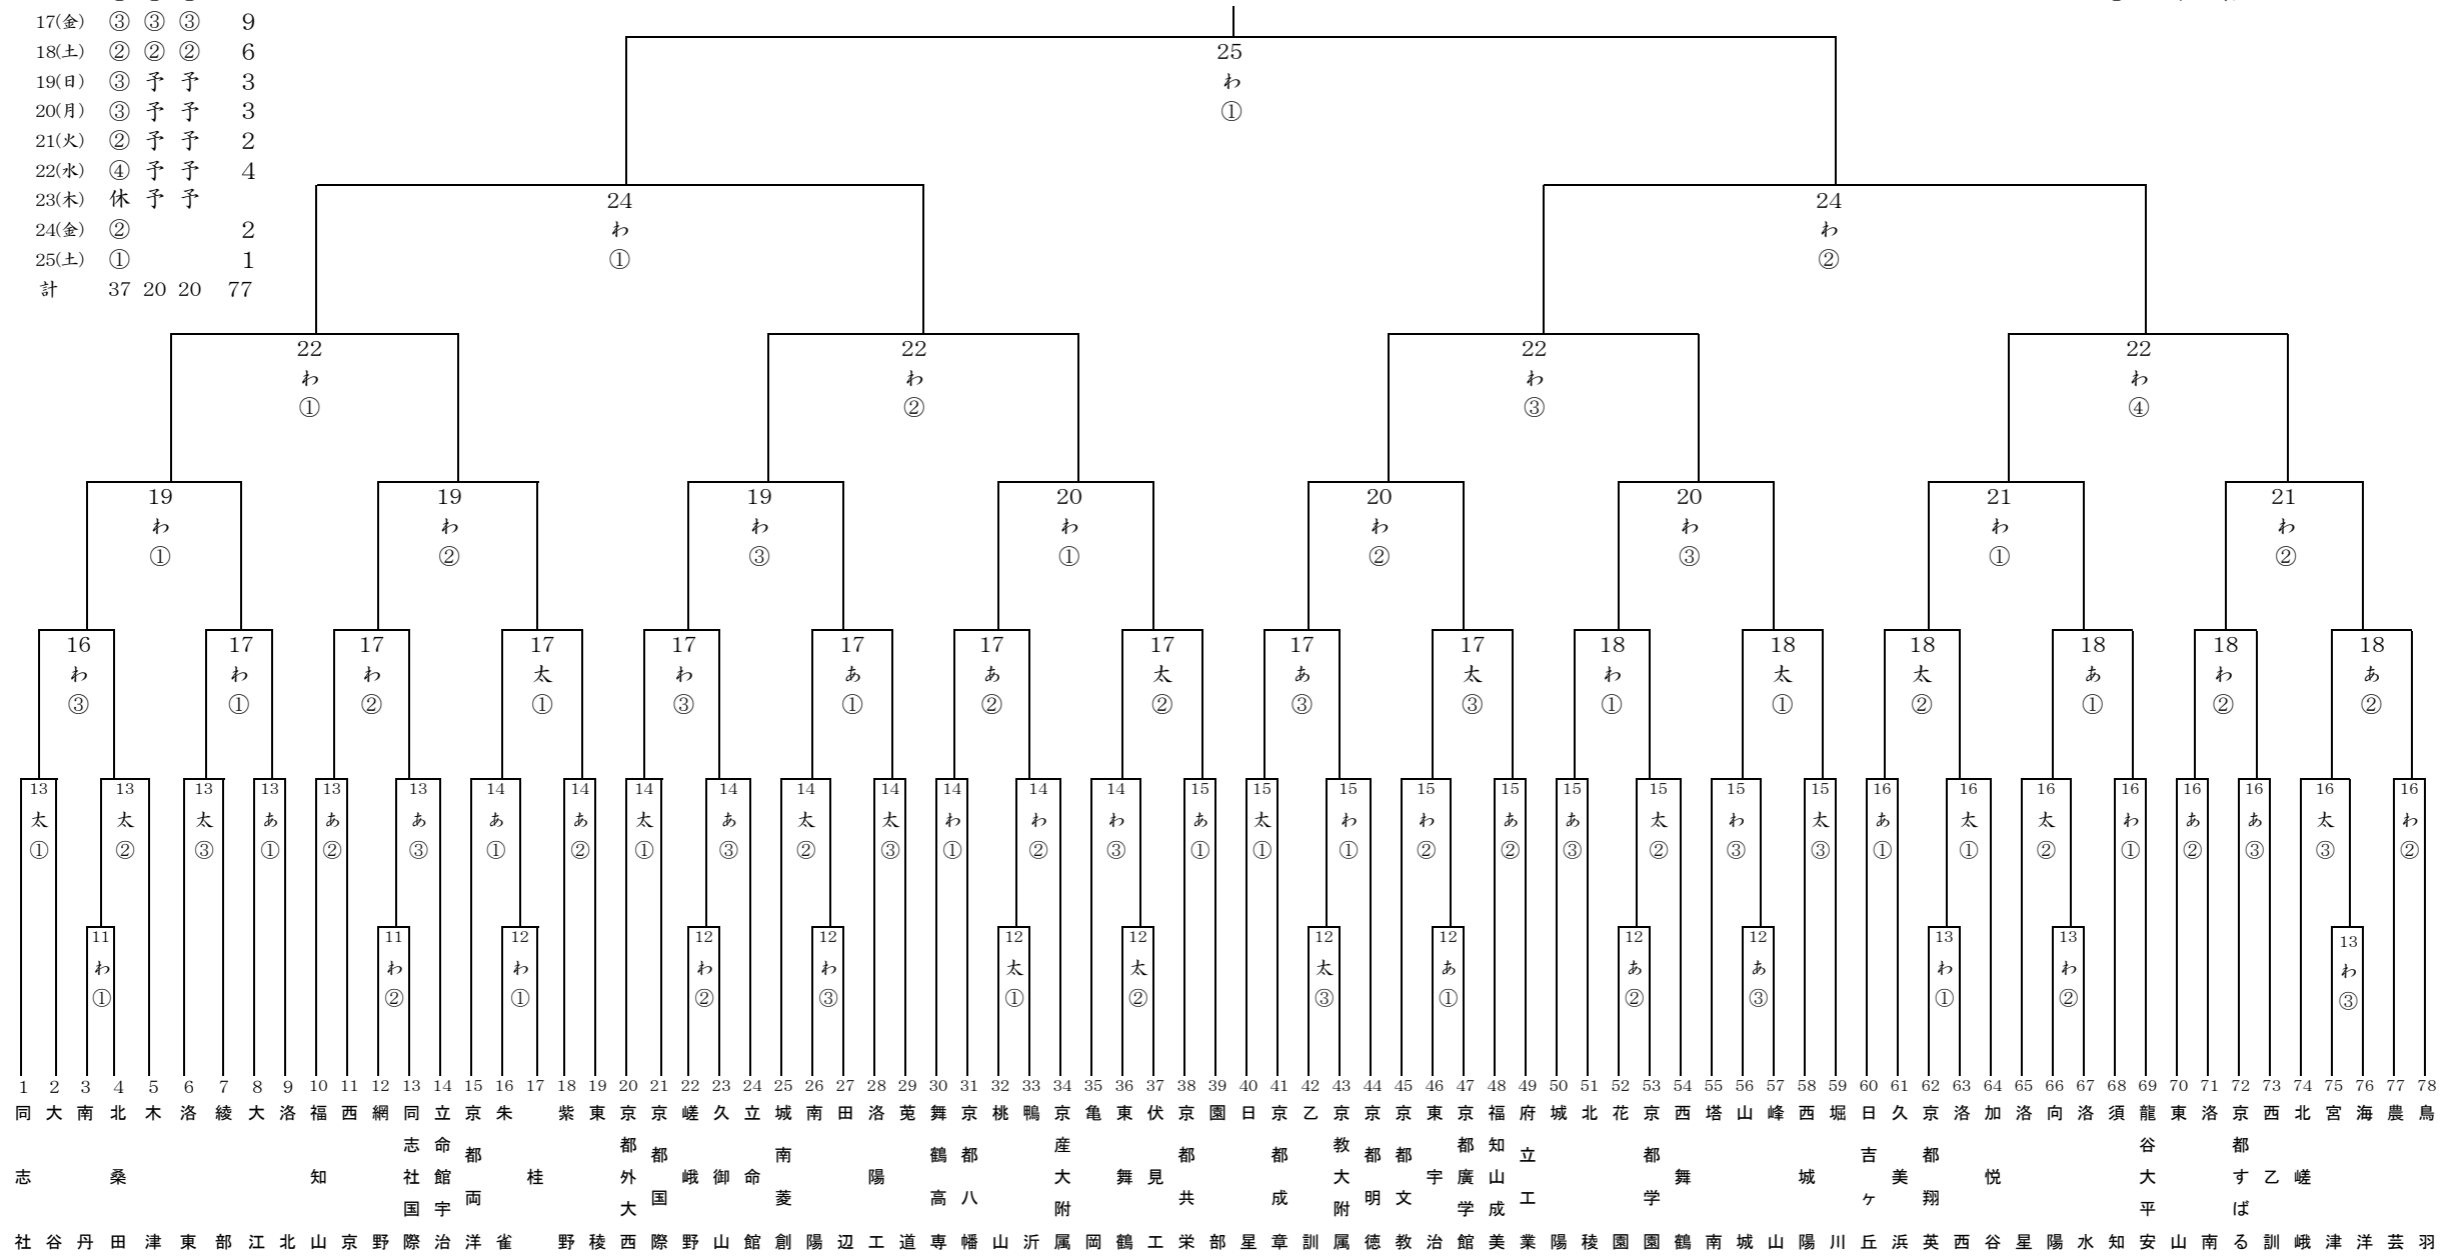 17(金) ③ ③ ③ 9
18(土) ② ② ② 6
19(日) ③ 予 予 3
20(月) ③ 予 予 3
21(火) ② 予 予 2
22(水) ④ 予 予 4
23(木) 休 予 予
24(金) ② 2
25(土) ① 1
計 37 20 20 77
25
わ
①
24 24
わ わ
① ②
22 22 22 22
わ わ わ わ
① ② ③ ④
19 19 19 20 20 20 21 21
わ わ わ わ わ わ わ わ
① ② ③ ① ② ③ ① ②
16 17 17 17 17 17 17 17 17 17 18 18 18 18 18 18
わ わ わ太 わ あ あ 太 あ 太 わ 太 太 あ わ あ
③ ① ② ① ③ ① ② ② ③ ③ ① ① ② ① ② ②
13 13 13 13 13 13 14 14 14 14 14 14 14 14 14 15 15 15 15 15 15 15 15 15 16 16 16 16 16 16 16 16
太 太 太 あ あ あ あ あ 太 あ 太 太 わ わ わ あ 太 わ わ あ あ 太 わ 太 あ 太 太 わ あ あ 太 わ
① ② ③ ① ② ③ ① ② ① ③ ② ③ ① ② ③ ① ① ① ② ② ③ ② ③ ③ ① ① ② ① ② ③ ③ ②
11 11 12 12 12 12 12 12 12 12 12 13 13 13
わ わ わ わ わ 太 太 太 あ あ あ わ わ わ
① ② ① ② ③ ① ② ③ ① ② ③ ① ② ③
1 同志社
2 大谷
3 南丹
4 北桑田
5 木津
6 洛東
7 綾部
8 大江
9 洛北
10 福知山
11 西京
12 網野
13 同志社国際
14 立命館宇治
15 京都両洋
16 朱雀
17 桂
18 紫野
19 東稜
20 京都外大西
21 京都国際
22 嵯峨野
23 久御山
24 立命館
25 城南菱創
26 南陽
27 田辺
28 洛陽工
29 莵道
30 舞鶴高専
31 京都八幡
32 桃山
33 鴨沂
34 京産大附属
35 亀岡
36 東舞鶴
37 伏見工
38 京都共栄
39 園部
40 日星
41 京都成章
42 乙訓
43 京教大附属
44 京都明徳
45 京都文教
46 東宇治
47 京都廣学館
48 福知山成美
49 府立工業
50 城陽
51 北稜
52 花園
53 京都学園
54 西舞鶴
55 塔南
56 山城
57 峰山
58 西城陽
59 堀川
60 日吉ヶ丘
61 久美浜
62 京都翔英
63 洛西
64 加悦谷
65 洛星
66 向陽
67 洛水
68 須知
69 龍谷大平安
70 東山
71 洛南
72 京都すばる
73 西乙訓
74 北嵯峨
75 宮津
76 海洋
77 農芸
78 鳥羽